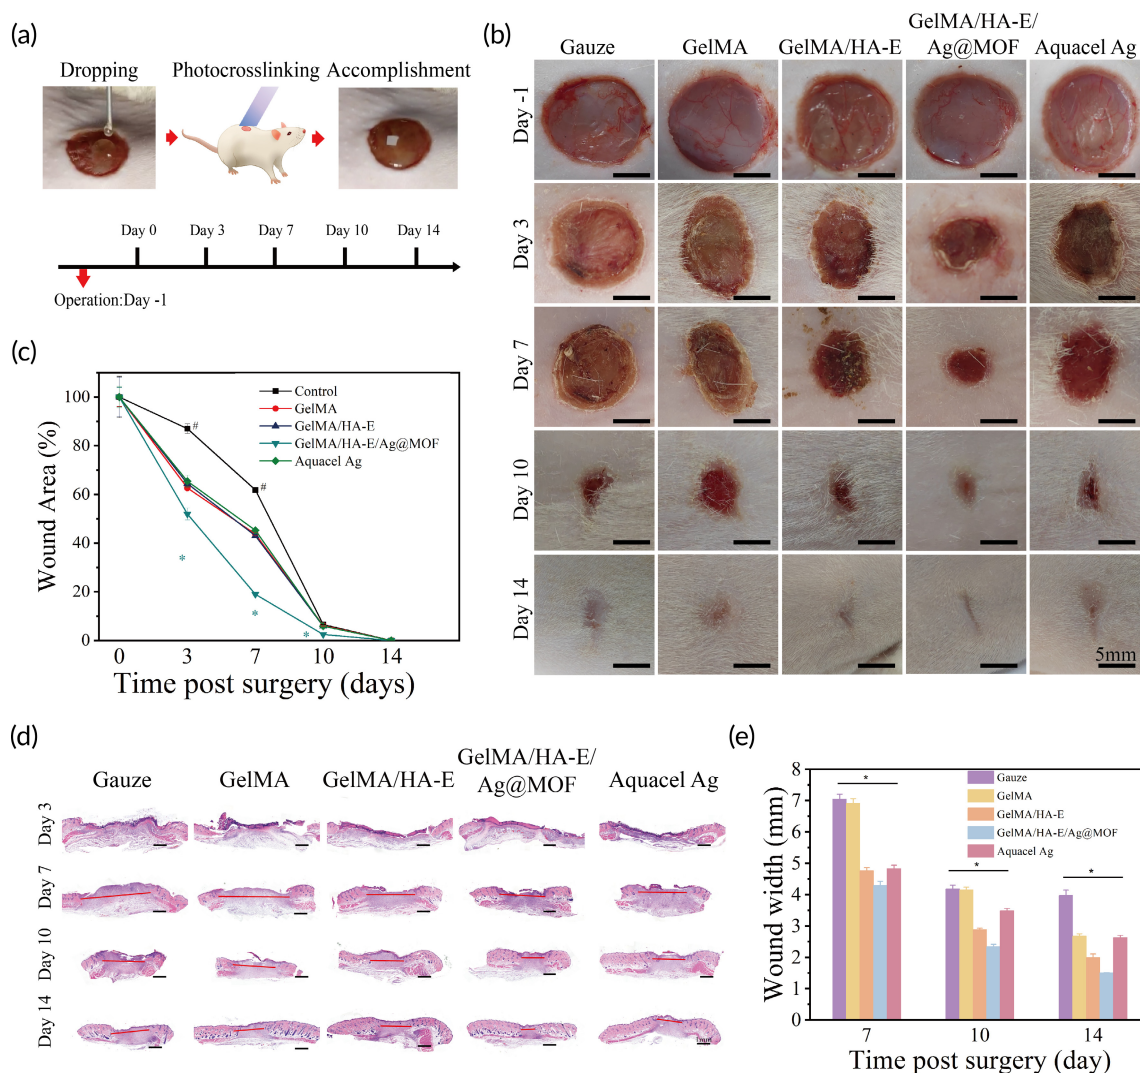 (a)
Dropping
Photocrosslinking
Accomplishment
Day 0
Day 3
Day 7
Day 10
Day 14
Operation:Day -1
(b)
Gauze
GelMA
GelMA/HA-E
GelMA/HA-E/
Ag@MOF
Aquacel Ag
Day -1
Day 3
Day 7
Day 10
Day 14
5mm
(c)
Control
GelMA
GelMA/HA-E
GelMA/HA-E/Ag@MOF
Aquacel Ag
Wound Area (%)
100
80
60
40
20
0
#
#
*
*
*
0
3
7
10
14
Time post surgery (days)
(d)
Gauze
GelMA
GelMA/HA-E
GelMA/HA-E/
Ag@MOF
Aquacel Ag
Day 3
Day 7
Day 10
Day 14
1mm
(e)
Gauze
GelMA
GelMA/HA-E
GelMA/HA-E/Ag@MOF
Aquacel Ag
Wound width (mm)
8
7
6
5
4
3
2
1
0
*
*
*
7
10
14
Time post surgery (day)